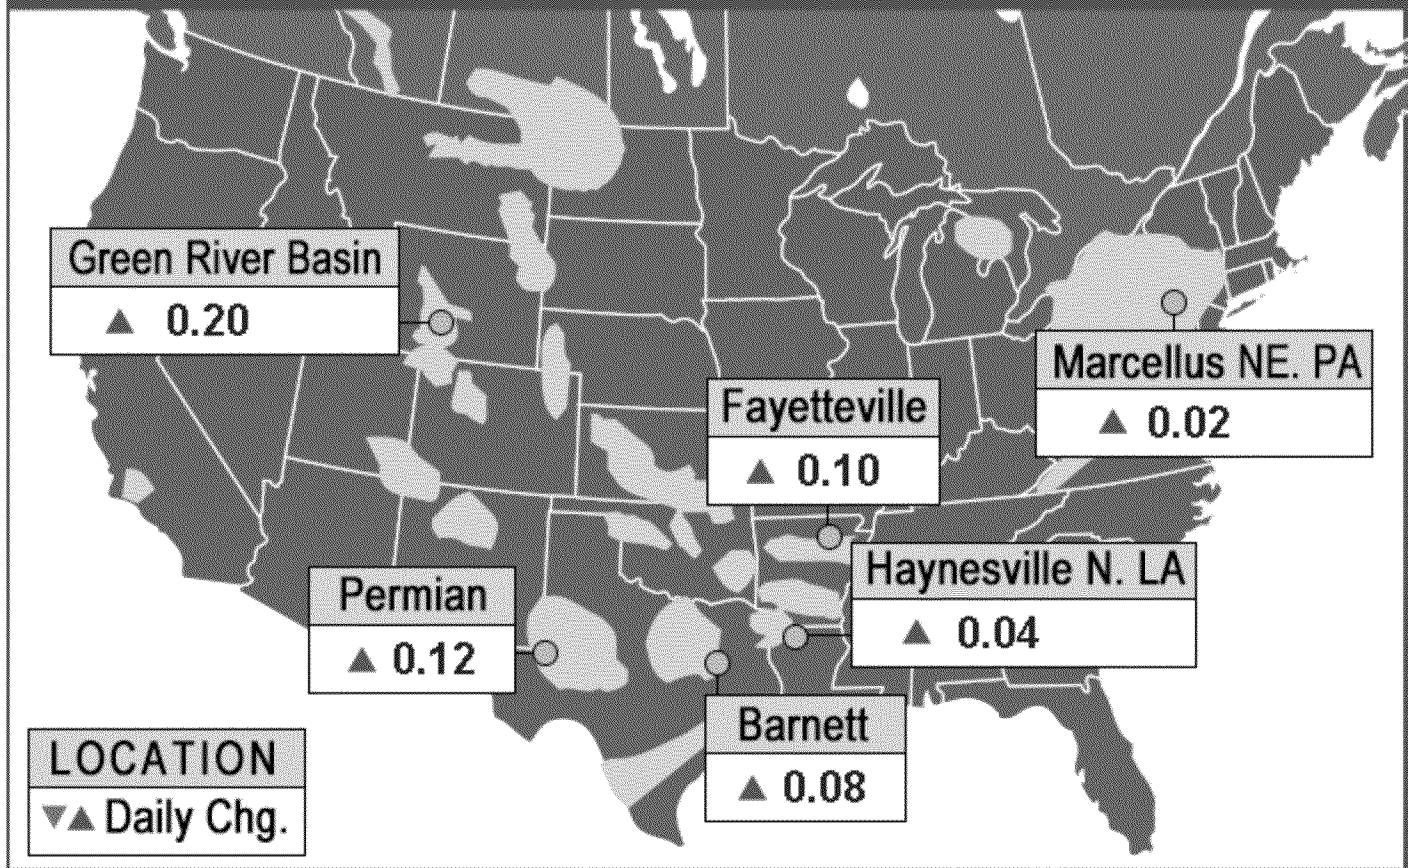 Green River Basin
▲ 0.20
Marcellus NE. PA
▲ 0.02
Fayetteville
▲ 0.10
Haynesville N. LA
▲ 0.04
Permian
▲ 0.12
Barnett
▲ 0.08
LOCATION
▼▲ Daily Chg.